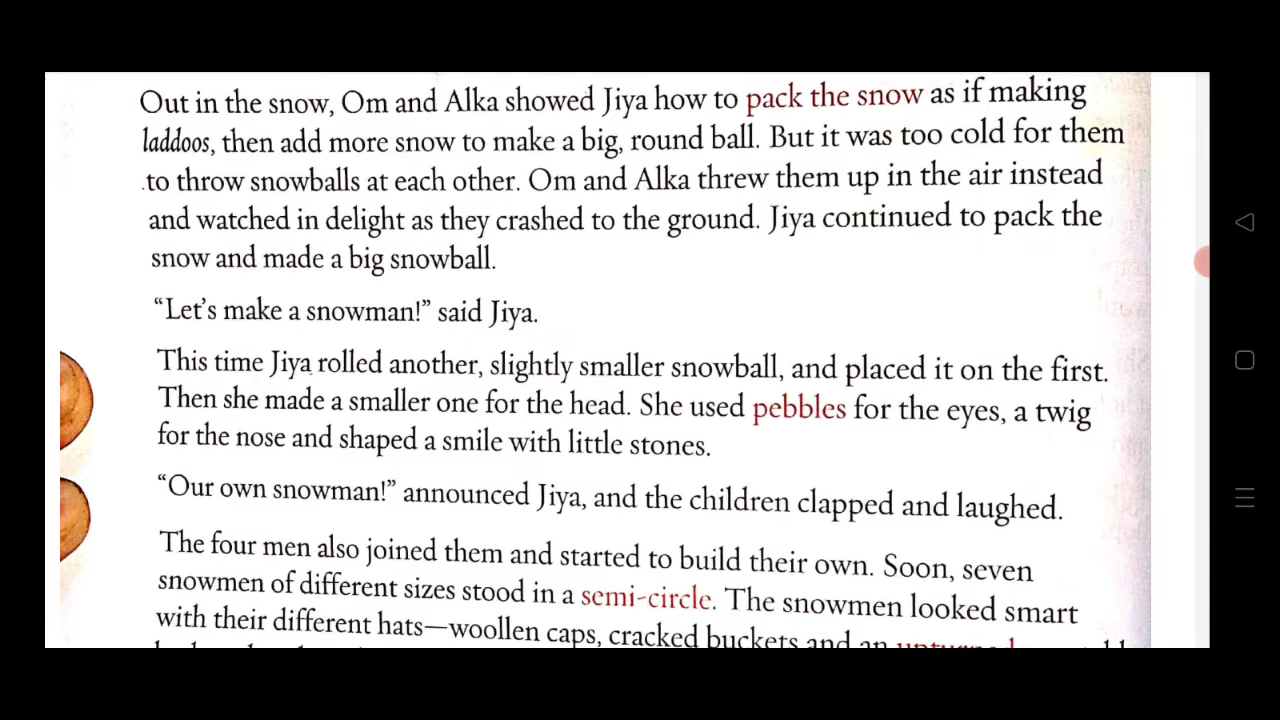 Out in the snow, Om and Alka showed Jiya how to pack the snow as if making
laddoos, then add more snow to make a big, round ball. But it was too cold for them
to throw snowballs at each other. Om and Alka threw them up in the air instead
and watched in delight as they crashed to the ground. Jiya continued to pack the
snow and made a big snowball.
“Let’s make a snowman!” said Jiya.
This time Jiya rolled another, slightly smaller snowball, and placed it on the first.
Then she made a smaller one for the head. She used pebbles for the eyes, a twig
for the nose and shaped a smile with little stones.
“Our own snowman!” announced Jiya, and the children clapped and laughed.
The four men also joined them and started to build their own. Soon, seven
snowmen of different sizes stood in a semi-circle. The snowmen looked smart
with their different hats—woollen caps, cracked buckets and an